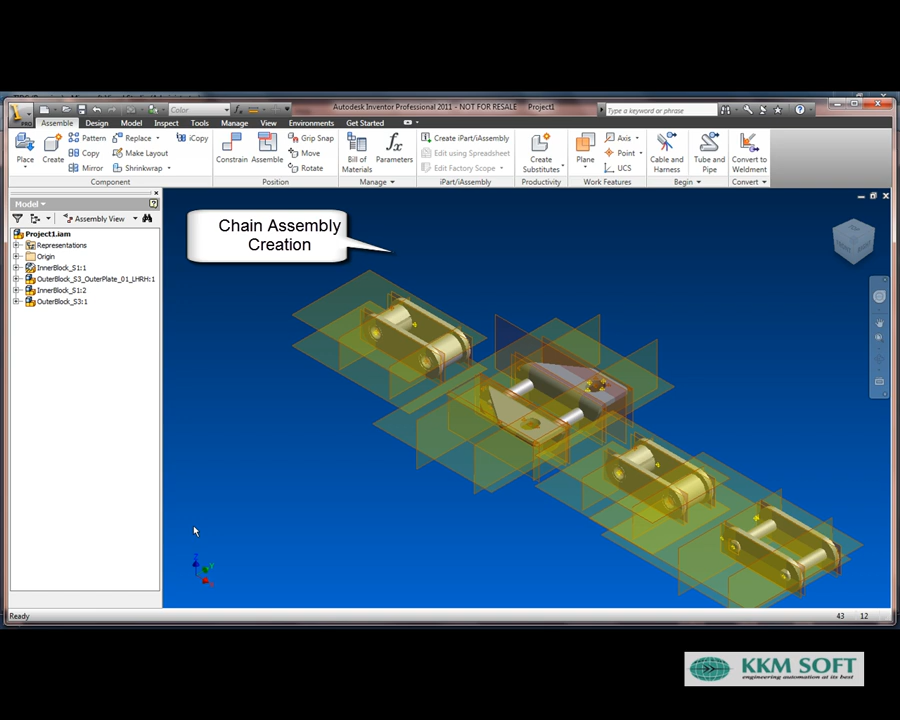 Color
Autodesk Inventor Professional 2011 - NOT FOR RESALE Project1
Type a keyword or phrase
PRO
Assemble Design Model Inspect Tools Manage View Environments Get Started
Place
Create
Pattern
Copy
Mirror
Replace
Make Layout
Shrinkwrap
iCopy
Component
Constrain
Assemble
Grip Snap
Move
Rotate
Position
Bill of
Materials
Parameters
Manage
Create iPart/iAssembly
Edit using Spreadsheet
Edit Factory Scope
iPart/iAssembly
Create
Substitutes
Productivity
Plane
Axis
Point
UCS
Work Features
Cable and
Harness
Tube and
Pipe
Begin
Convert to
Weldment
Convert
Model
Assembly View
Project1.iam
Representations
Origin
InnerBlock_S1:1
OuterBlock_S3_OuterPlate_01_LHRH:1
InnerBlock_S1:2
OuterBlock_S3:1
Chain Assembly
Creation
Z
Y
X
Ready
43 12
KKM SOFT
engineering automation at its best